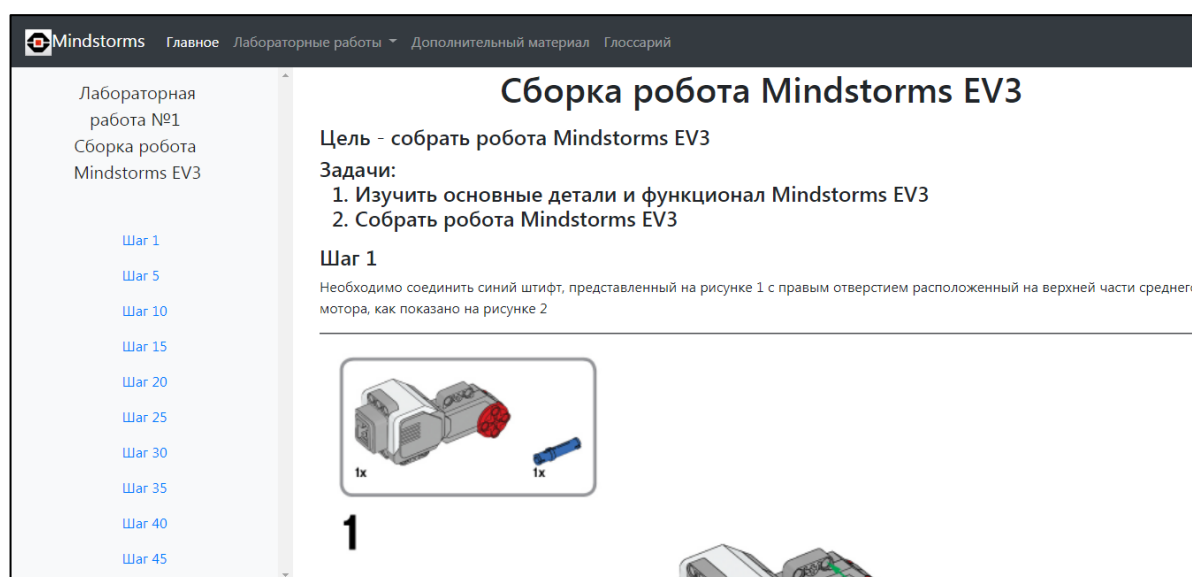 Mindstorms Главное Лабораторные работы Дополнительный материал Глоссарий
Лабораторная
работа №1
Сборка робота
Mindstorms EV3
Шаг 1
Шаг 5
Шаг 10
Шаг 15
Шаг 20
Шаг 25
Шаг 30
Шаг 35
Шаг 40
Шаг 45
Сборка робота Mindstorms EV3
Цель - собрать робота Mindstorms EV3
Задачи:
1. Изучить основные детали и функционал Mindstorms EV3
2. Собрать робота Mindstorms EV3
Шаг 1
Необходимо соединить синий штифт, представленный на рисунке 1 с правым отверстием расположенный на верхней части среднего
мотора, как показано на рисунке 2
1x
1x
1